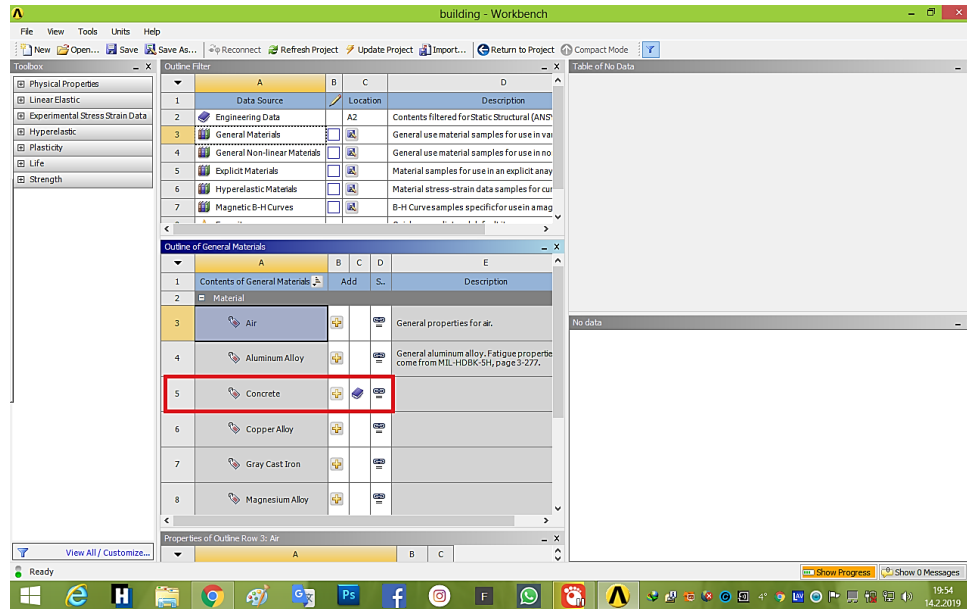 building - Workbench
File View Tools Units Help
New Open... Save Save As... Reconnect Refresh Project Update Project Import... Return to Project Compact Mode
Toolbox
Physical Properties
Linear Elastic
Experimental Stress Strain Data
Hyperelastic
Plasticity
Life
Strength
View All / Customize...
Outline Filter
A B C D
1 Data Source Location Description
2 Engineering Data A2 Contents filtered for Static Structural (ANSY
3 General Materials General use material samples for use in var
4 General Non-linear Materials General use material samples for use in no
5 Explicit Materials Material samples for use in an explicit anay
6 Hyperelastic Materials Material stress-strain data samples for cur
7 Magnetic B-H Curves B-H Curve samples specific for use in a mag
Outline of General Materials
A B C D E
1 Contents of General Materials Add S.. Description
2 Material
3 Air General properties for air.
4 Aluminum Alloy General aluminum alloy. Fatigue propertie
come from MIL-HDBK-5H, page 3-277.
5 Concrete
6 Copper Alloy
7 Gray Cast Iron
8 Magnesium Alloy
Properties of Outline Row 3: Air
A B C
Table of No Data
No data
Ready
Show Progress Show 0 Messages
H Ps F
4° LW
19:54
14.2.2019